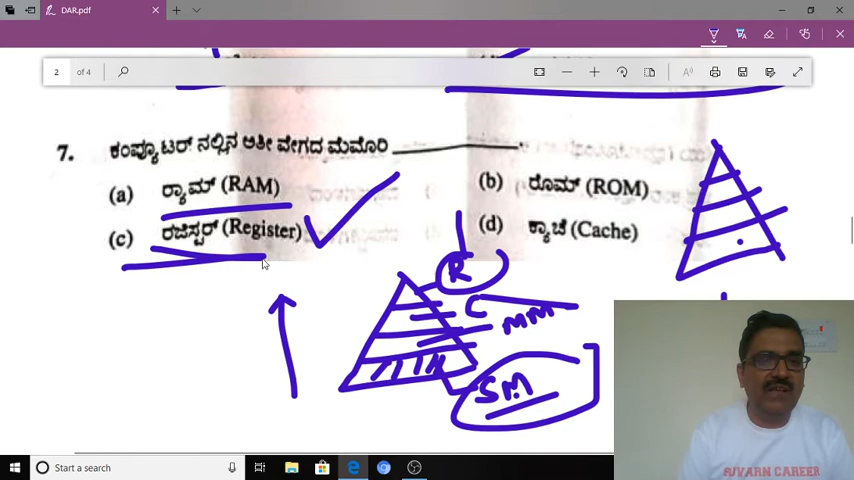 DAR.pdf
2 of 4
7. ಕಂಪ್ಯೂಟರ್ ನಲ್ಲಿನ ಅತೀ ವೇಗದ ಮೆಮೊರಿ
(a) ರ‍್ಯಾಮ್ (RAM)
(b) ರೊಮ್ (ROM)
(c) ರಜಿಸ್ಟರ್ (Register)
(d) ಕ್ಯಾಚೆ (Cache)
R
C
MM
SM
SUVARN CAREER
Start a search